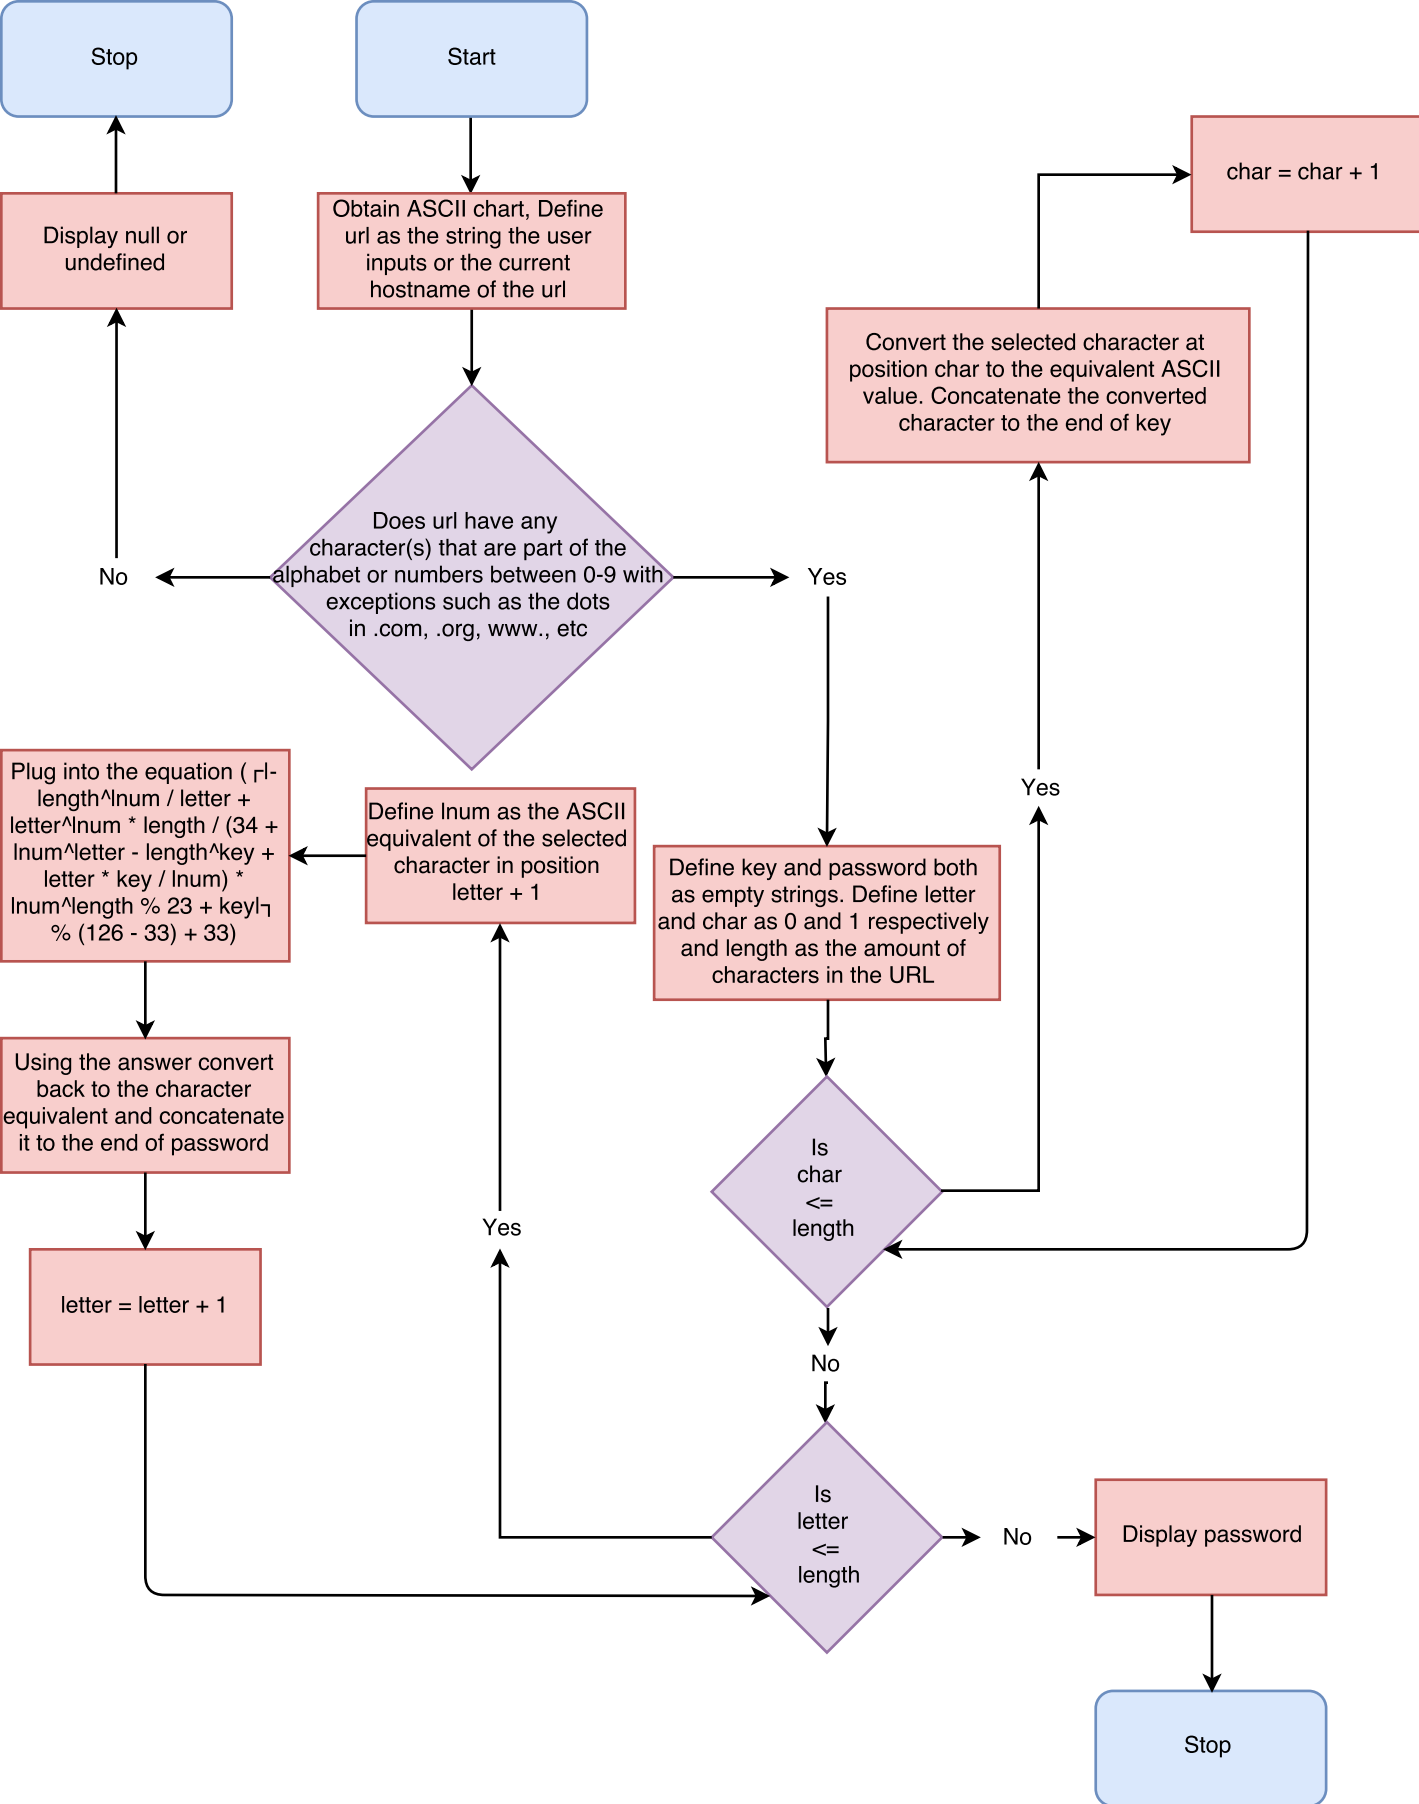 Stop
Start
char = char + 1
Display null or
undefined
Obtain ASCII chart, Define
url as the string the user
inputs or the current
hostname of the url
Convert the selected character at
position char to the equivalent ASCII
value. Concatenate the converted
character to the end of key
Does url have any
character(s) that are part of the
alphabet or numbers between 0-9 with
exceptions such as the dots
in .com, .org, www., etc
No
Yes
Plug into the equation (┌|-
length^lnum / letter +
letter^lnum * length / (34 +
lnum^letter - length^key +
letter * key / lnum) *
lnum^length % 23 + key|┐
% (126 - 33) + 33)
Define lnum as the ASCII
equivalent of the selected
character in position
letter + 1
Yes
Define key and password both
as empty strings. Define letter
and char as 0 and 1 respectively
and length as the amount of
characters in the URL
Using the answer convert
back to the character
equivalent and concatenate
it to the end of password
Is
char
<=
length
Yes
letter = letter + 1
No
Is
letter
<=
length
No
Display password
Stop